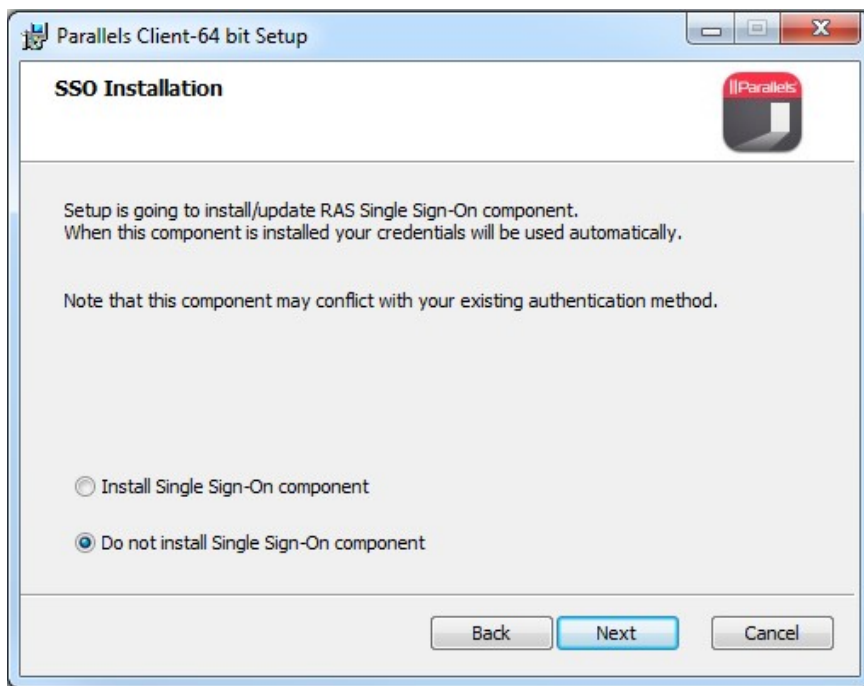 Parallels Client-64 bit Setup
SSO Installation
||Parallels
Setup is going to install/update RAS Single Sign-On component.
When this component is installed your credentials will be used automatically.
Note that this component may conflict with your existing authentication method.
Install Single Sign-On component
Do not install Single Sign-On component
Back Next Cancel